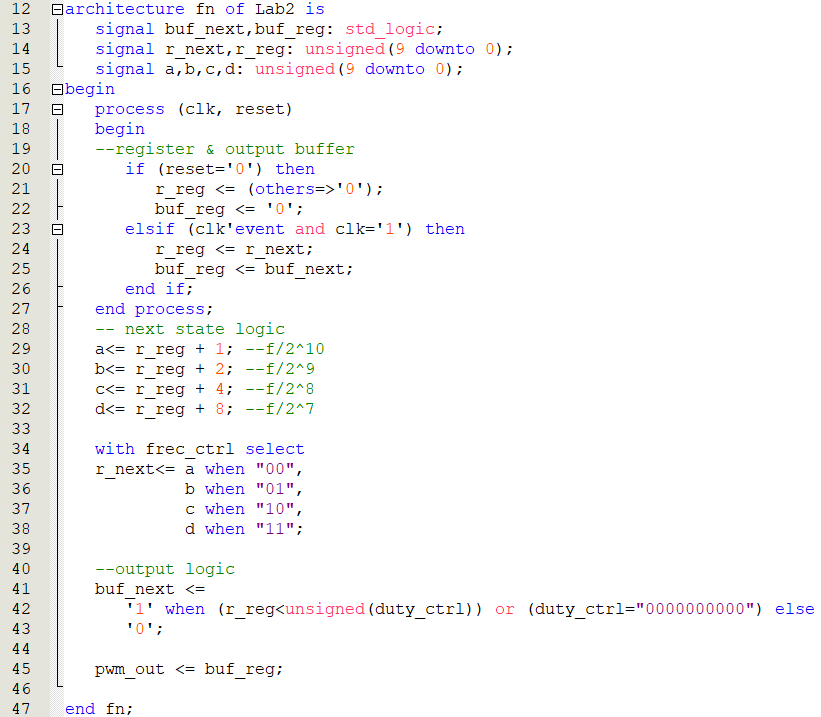 12 architecture fn of Lab2 is
13 signal buf_next,buf_reg: std_logic;
14 signal r_next,r_reg: unsigned(9 downto 0);
15 signal a,b,c,d: unsigned(9 downto 0);
16 begin
17 process (clk, reset)
18 begin
19 --register & output buffer
20 if (reset='0') then
21 r_reg <= (others=>'0');
22 buf_reg <= '0';
23 elsif (clk'event and clk='1') then
24 r_reg <= r_next;
25 buf_reg <= buf_next;
26 end if;
27 end process;
28 -- next state logic
29 a<= r_reg + 1; --f/2^10
30 b<= r_reg + 2; --f/2^9
31 c<= r_reg + 4; --f/2^8
32 d<= r_reg + 8; --f/2^7
33
34 with frec_ctrl select
35 r_next<= a when "00",
36 b when "01",
37 c when "10",
38 d when "11";
39
40 --output logic
41 buf_next <=
42 '1' when (r_reg<unsigned(duty_ctrl)) or (duty_ctrl="0000000000") else
43 '0';
44
45 pwm_out <= buf_reg;
46
47 end fn;